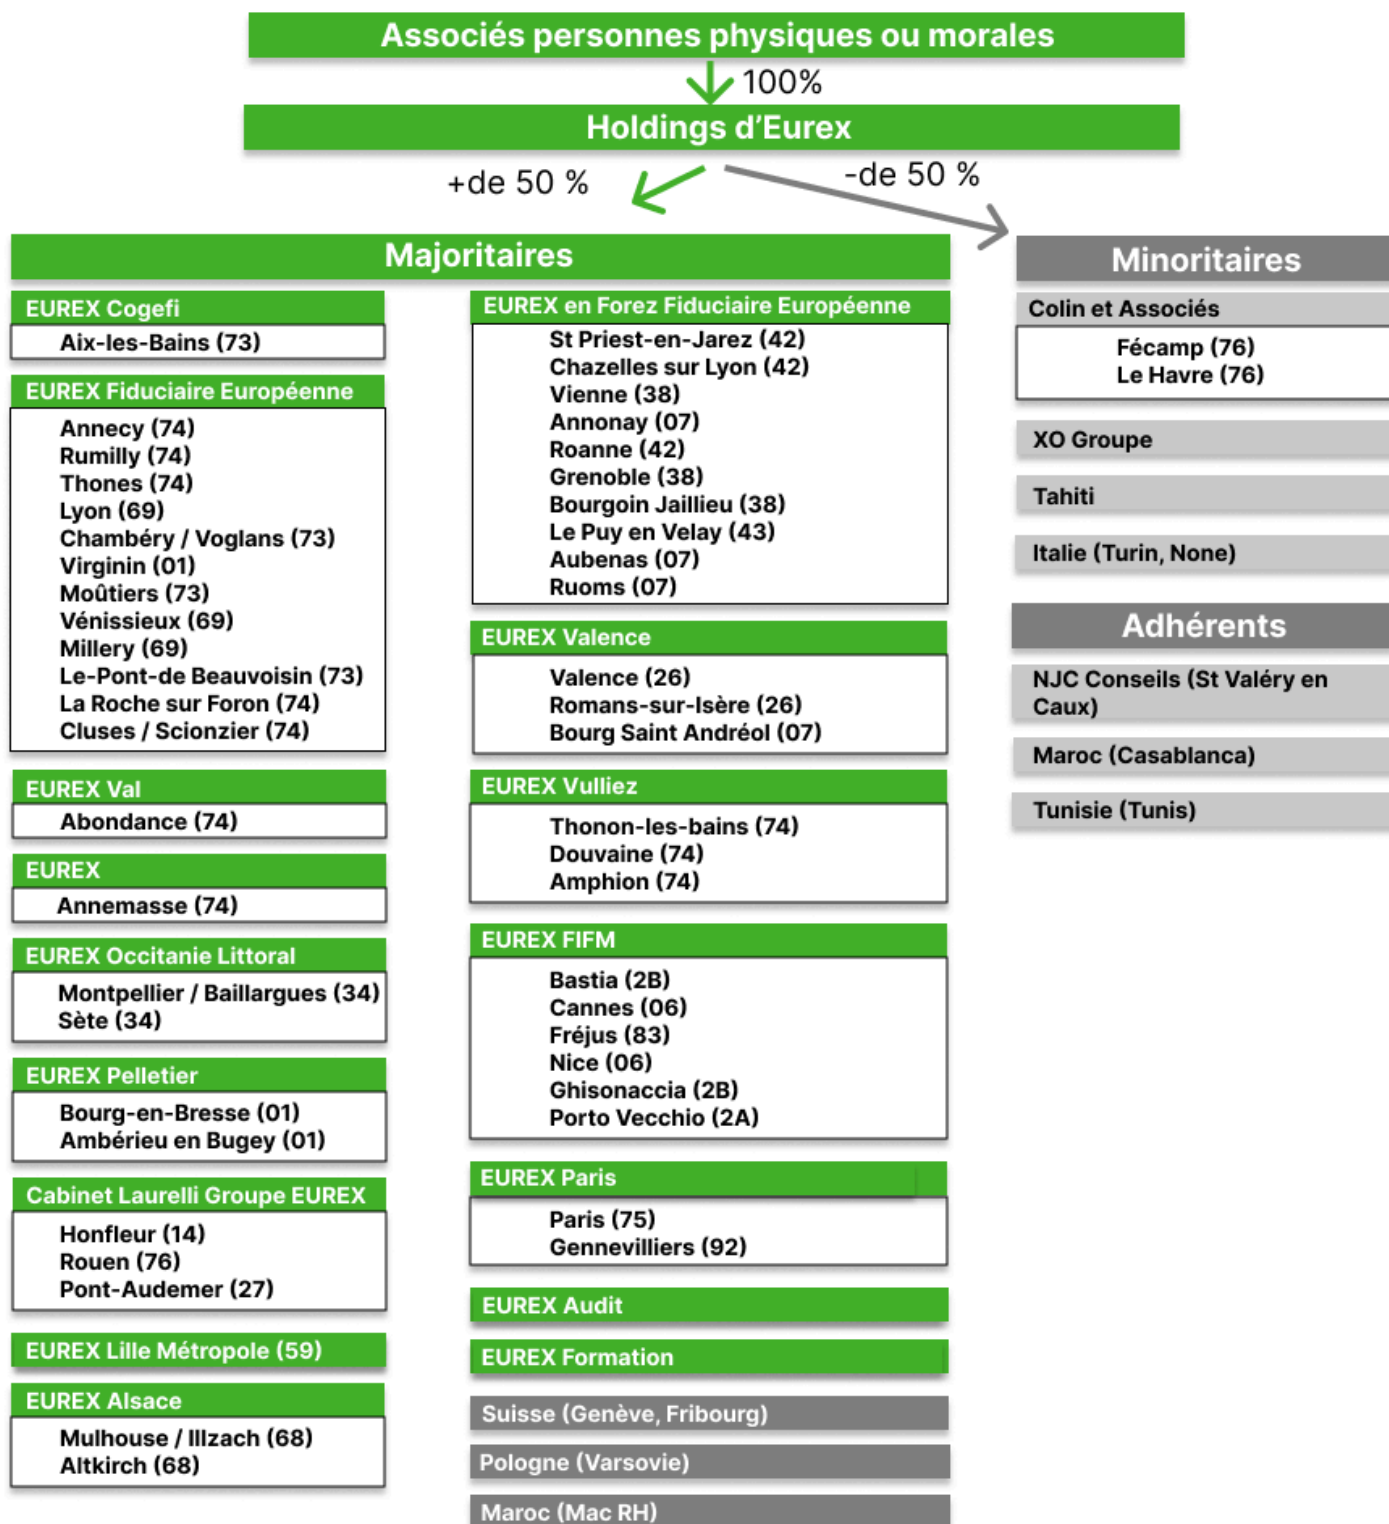 Associés personnes physiques ou morales
100%
Holdings d’Eurex
+de 50 %
-de 50 %
Majoritaires
EUREX Cogefi
Aix-les-Bains (73)
EUREX Fiduciaire Européenne
Annecy (74)
Rumilly (74)
Thones (74)
Lyon (69)
Chambéry / Voglans (73)
Virginin (01)
Moûtiers (73)
Vénissieux (69)
Millery (69)
Le-Pont-de Beauvoisin (73)
La Roche sur Foron (74)
Cluses / Scionzier (74)
EUREX Val
Abondance (74)
EUREX
Annemasse (74)
EUREX Occitanie Littoral
Montpellier / Baillargues (34)
Sète (34)
EUREX Pelletier
Bourg-en-Bresse (01)
Ambérieu en Bugey (01)
Cabinet Laurelli Groupe EUREX
Honfleur (14)
Rouen (76)
Pont-Audemer (27)
EUREX Lille Métropole (59)
EUREX Alsace
Mulhouse / Illzach (68)
Altkirch (68)
EUREX en Forez Fiduciaire Européenne
St Priest-en-Jarez (42)
Chazelles sur Lyon (42)
Vienne (38)
Annonay (07)
Roanne (42)
Grenoble (38)
Bourgoin Jaillieu (38)
Le Puy en Velay (43)
Aubenas (07)
Ruoms (07)
EUREX Valence
Valence (26)
Romans-sur-Isère (26)
Bourg Saint Andréol (07)
EUREX Vulliez
Thonon-les-bains (74)
Douvaine (74)
Amphion (74)
EUREX FIFM
Bastia (2B)
Cannes (06)
Fréjus (83)
Nice (06)
Ghisonaccia (2B)
Porto Vecchio (2A)
EUREX Paris
Paris (75)
Gennevilliers (92)
EUREX Audit
EUREX Formation
Suisse (Genève, Fribourg)
Pologne (Varsovie)
Maroc (Mac RH)
Minoritaires
Colin et Associés
Fécamp (76)
Le Havre (76)
XO Groupe
Tahiti
Italie (Turin, None)
Adhérents
NJC Conseils (St Valéry en
Caux)
Maroc (Casablanca)
Tunisie (Tunis)